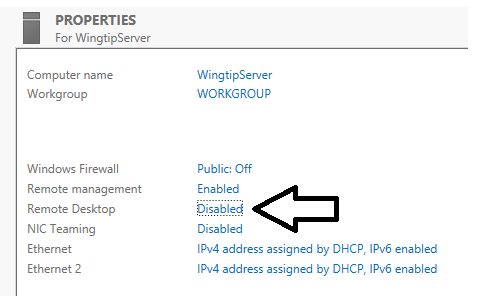 PROPERTIES
For WingtipServer
Computer name WingtipServer
Workgroup WORKGROUP
Windows Firewall Public: Off
Remote management Enabled
Remote Desktop Disabled
NIC Teaming Disabled
Ethernet IPv4 address assigned by DHCP, IPv6 enabled
Ethernet 2 IPv4 address assigned by DHCP, IPv6 enabled